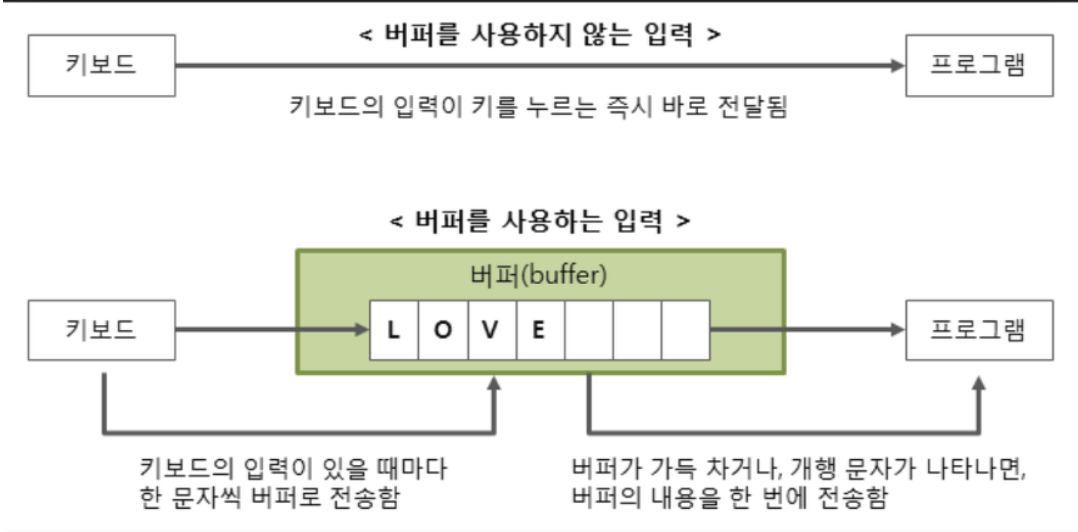 < 버퍼를 사용하지 않는 입력 >
키보드
프로그램
키보드의 입력이 키를 누르는 즉시 바로 전달됨
< 버퍼를 사용하는 입력 >
버퍼(buffer)
키보드
L O V E
프로그램
키보드의 입력이 있을 때마다
한 문자씩 버퍼로 전송함
버퍼가 가득 차거나, 개행 문자가 나타나면,
버퍼의 내용을 한 번에 전송함